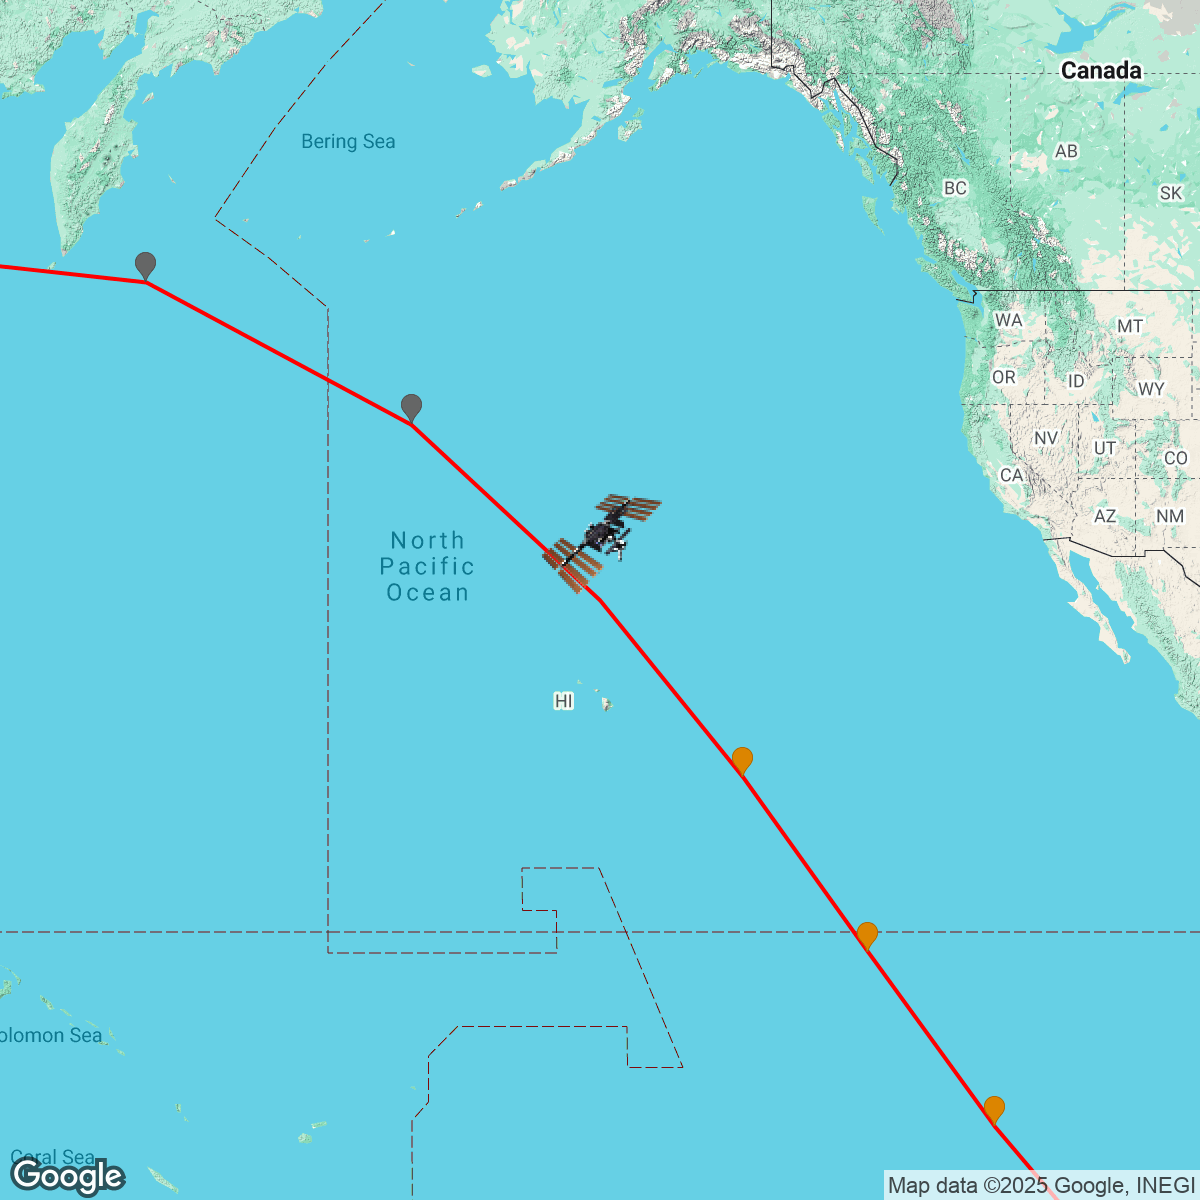 Canada
Bering Sea
AB
BC
SK
WA
MT
OR
ID
WY
NV
UT
CO
CA
AZ
NM
North
Pacific
Ocean
HI
olomon Sea
Coral Sea
Google
Map data ©2025 Google, INEGI